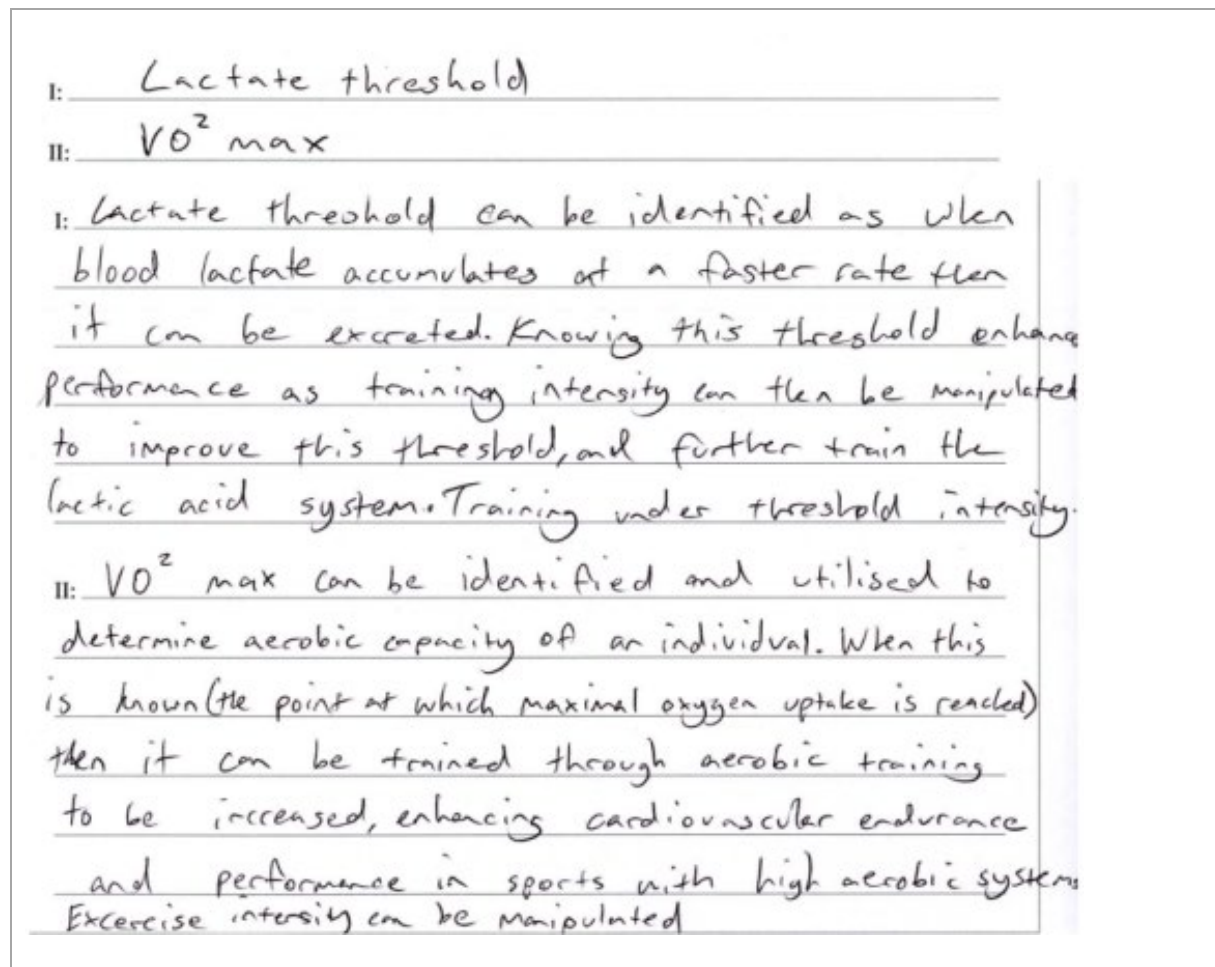 I: Lactate threshold
II: VO² max
I: Lactate threshold can be identified as when
blood lactate accumulates at a faster rate then
it can be excreted. Knowing this threshold enhance
performance as training intensity can then be manipulated
to improve this threshold, and further train the
lactic acid system. Training under threshold intensity.
II: VO² max can be identified and utilised to
determine aerobic capacity of an individual. When this
is known (the point at which maximal oxygen uptake is reached)
then it can be trained through aerobic training
to be increased, enhancing cardiovascular endurance
and performance in sports with high aerobic systems
Excercise intensity can be manipulated